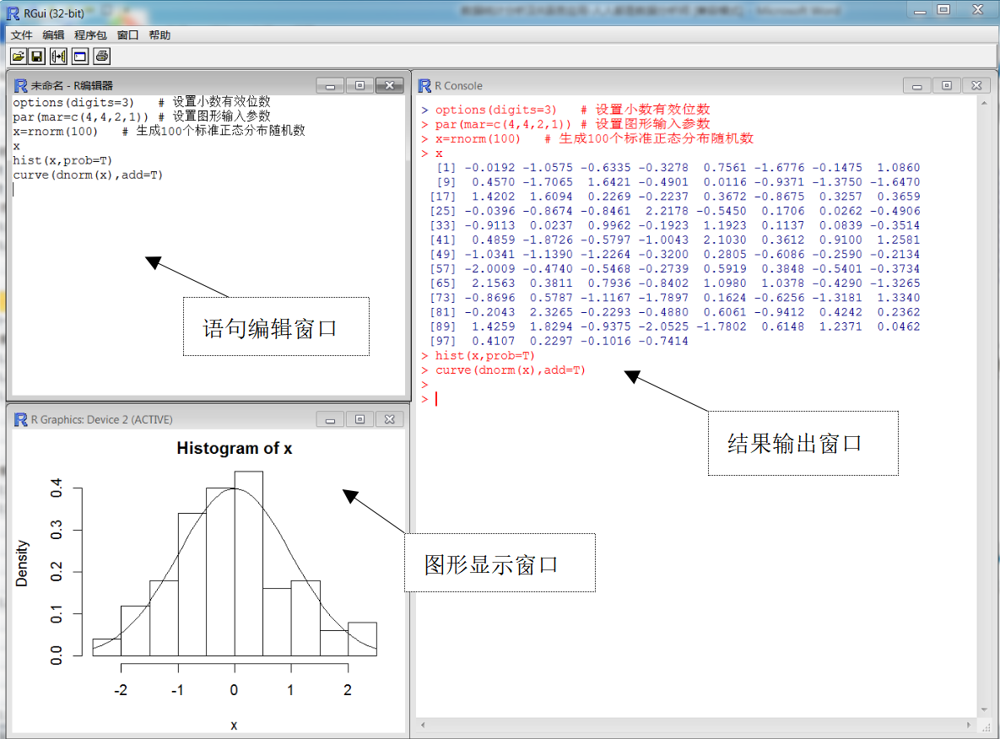 RGui (32-bit)
文件 编辑 程序包 窗口 帮助
未命名 - R编辑器
options(digits=3)   # 设置小数有效位数
par(mar=c(4,4,2,1)) # 设置图形输入参数
x=rnorm(100)   # 生成100个标准正态分布随机数
x
hist(x,prob=T)
curve(dnorm(x),add=T)
语句编辑窗口
R Console
> options(digits=3)   # 设置小数有效位数
> par(mar=c(4,4,2,1)) # 设置图形输入参数
> x=rnorm(100)   # 生成100个标准正态分布随机数
> x
[1] -0.0192 -1.0575 -0.6335 -0.3278 0.7561 -1.6776 -0.1475 1.0860
[9] 0.4570 -1.7065 1.6421 -0.4901 0.0116 -0.9371 -1.3750 -1.6470
[17] 1.4202 1.6094 0.2269 -0.2237 0.3672 -0.8675 0.3257 0.3659
[25] -0.0396 -0.8674 -0.8461 2.2178 -0.5450 0.1706 0.0262 -0.4906
[33] -0.9113 0.0237 0.9962 -0.1923 1.1923 0.1137 0.0839 -0.3514
[41] 0.4859 -1.8726 -0.5797 -1.0043 2.1030 0.3612 0.9100 1.2581
[49] -1.0341 -1.1390 -1.2264 -0.3200 0.2805 -0.6086 -0.2590 -0.2134
[57] -2.0009 -0.4740 -0.5468 -0.2739 0.5919 0.3848 -0.5401 -0.3734
[65] 2.1563 0.3811 0.7936 -0.8402 1.0980 1.0378 -0.4290 -1.3265
[73] -0.8696 0.5787 -1.1167 -1.7897 0.1624 -0.6256 -1.3181 1.3340
[81] -0.2043 2.3265 -0.2293 -0.4880 0.6061 -0.9412 0.4242 0.2362
[89] 1.4259 1.8294 -0.9375 -2.0525 -1.7802 0.6148 1.2371 0.0462
[97] 0.4107 0.2297 -0.1016 -0.7414
> hist(x,prob=T)
> curve(dnorm(x),add=T)
>
>
结果输出窗口
R Graphics: Device 2 (ACTIVE)
Histogram of x
Density
0.4
0.3
0.2
0.1
0.0
-2 -1 0 1 2
x
图形显示窗口